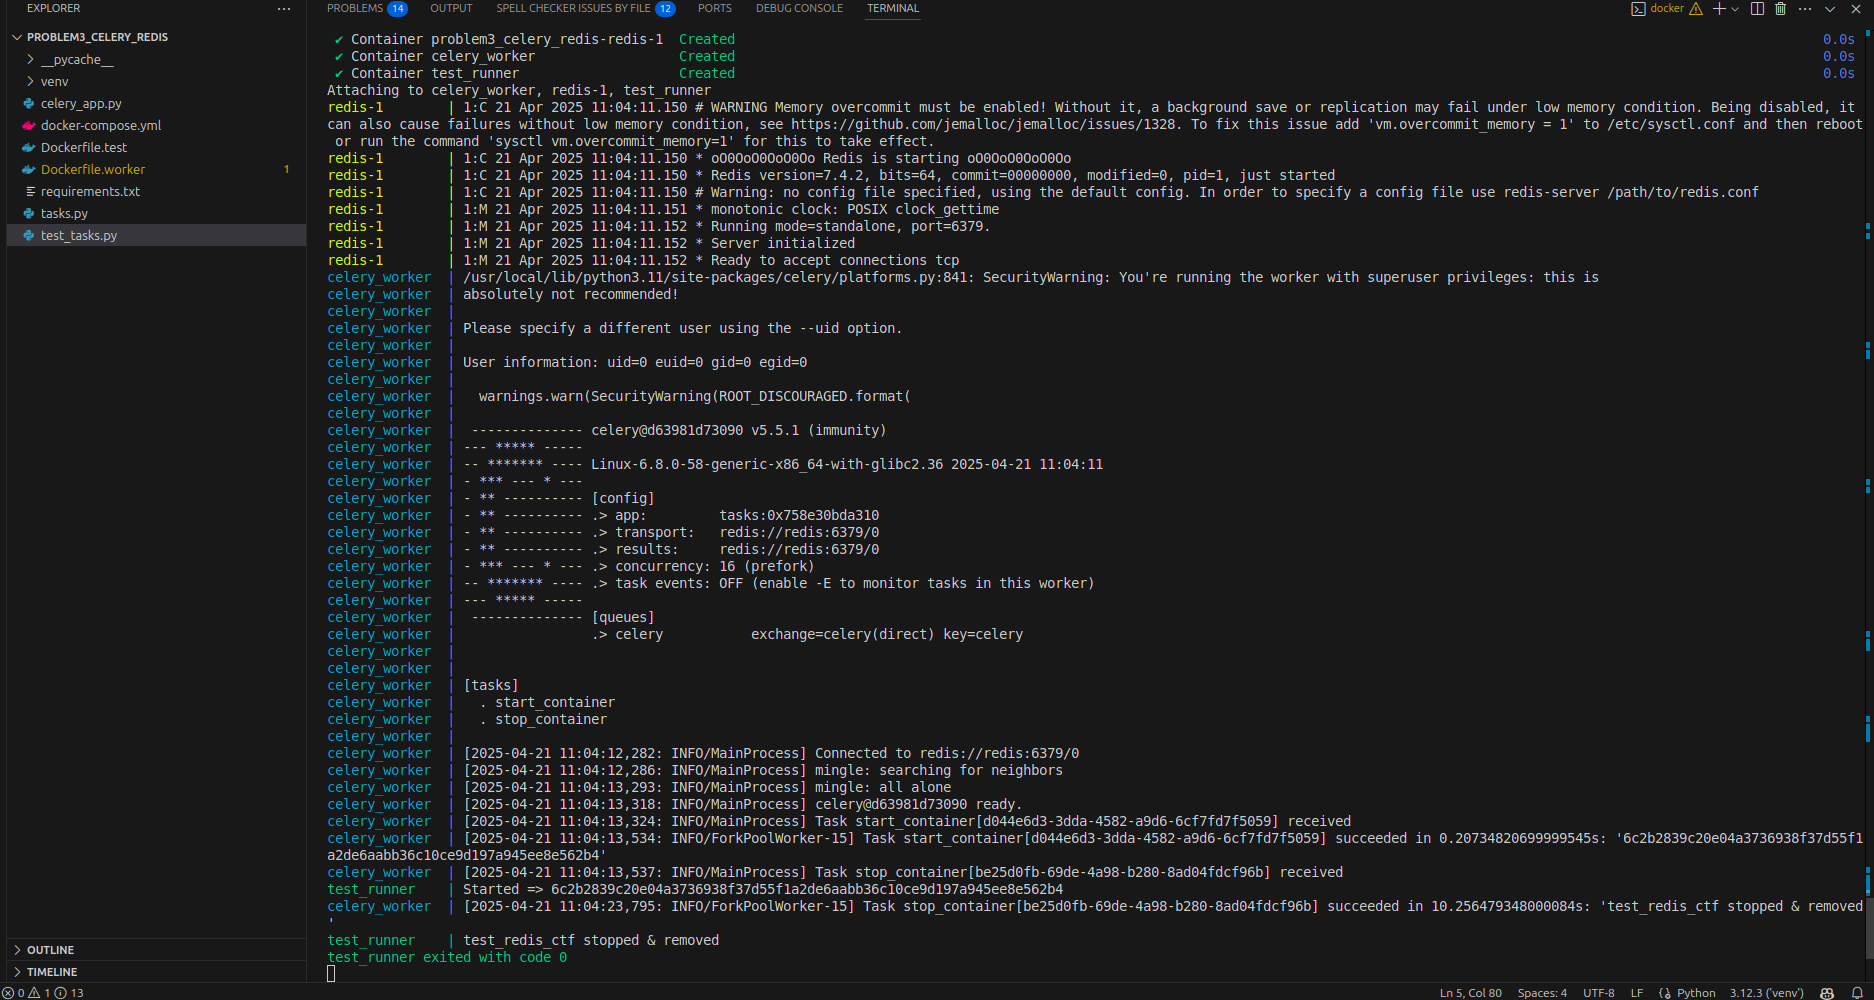 EXPLORER
PROBLEM3_CELERY_REDIS
__pycache__
venv
celery_app.py
docker-compose.yml
Dockerfile.test
Dockerfile.worker 1
requirements.txt
tasks.py
test_tasks.py
OUTLINE
TIMELINE
PROBLEMS 14 OUTPUT SPELL CHECKER ISSUES BY FILE 12 PORTS DEBUG CONSOLE TERMINAL
docker
✔ Container problem3_celery_redis-redis-1  Created 0.0s
✔ Container celery_worker                  Created 0.0s
✔ Container test_runner                    Created 0.0s
Attaching to celery_worker, redis-1, test_runner
redis-1        | 1:C 21 Apr 2025 11:04:11.150 # WARNING Memory overcommit must be enabled! Without it, a background save or replication may fail under low memory condition. Being disabled, it
can also cause failures without low memory condition, see https://github.com/jemalloc/jemalloc/issues/1328. To fix this issue add 'vm.overcommit_memory = 1' to /etc/sysctl.conf and then reboot
 or run the command 'sysctl vm.overcommit_memory=1' for this to take effect.
redis-1        | 1:C 21 Apr 2025 11:04:11.150 * oO0OoO0OoO0Oo Redis is starting oO0OoO0OoO0Oo
redis-1        | 1:C 21 Apr 2025 11:04:11.150 * Redis version=7.4.2, bits=64, commit=00000000, modified=0, pid=1, just started
redis-1        | 1:C 21 Apr 2025 11:04:11.150 # Warning: no config file specified, using the default config. In order to specify a config file use redis-server /path/to/redis.conf
redis-1        | 1:M 21 Apr 2025 11:04:11.151 * monotonic clock: POSIX clock_gettime
redis-1        | 1:M 21 Apr 2025 11:04:11.152 * Running mode=standalone, port=6379.
redis-1        | 1:M 21 Apr 2025 11:04:11.152 * Server initialized
redis-1        | 1:M 21 Apr 2025 11:04:11.152 * Ready to accept connections tcp
celery_worker  | /usr/local/lib/python3.11/site-packages/celery/platforms.py:841: SecurityWarning: You're running the worker with superuser privileges: this is
celery_worker  | absolutely not recommended!
celery_worker  |
celery_worker  | Please specify a different user using the --uid option.
celery_worker  |
celery_worker  | User information: uid=0 euid=0 gid=0 egid=0
celery_worker  |
celery_worker  |   warnings.warn(SecurityWarning(ROOT_DISCOURAGED.format(
celery_worker  |
celery_worker  |  -------------- celery@d63981d73090 v5.5.1 (immunity)
celery_worker  | --- ***** -----
celery_worker  | -- ******* ---- Linux-6.8.0-58-generic-x86_64-with-glibc2.36 2025-04-21 11:04:11
celery_worker  | - *** --- * ---
celery_worker  | - ** ---------- [config]
celery_worker  | - ** ---------- .> app:         tasks:0x758e30bda310
celery_worker  | - ** ---------- .> transport:   redis://redis:6379/0
celery_worker  | - ** ---------- .> results:     redis://redis:6379/0
celery_worker  | - *** --- * --- .> concurrency: 16 (prefork)
celery_worker  | -- ******* ---- .> task events: OFF (enable -E to monitor tasks in this worker)
celery_worker  | --- ***** -----
celery_worker  |  -------------- [queues]
celery_worker  |                 .> celery           exchange=celery(direct) key=celery
celery_worker  |
celery_worker  |
celery_worker  | [tasks]
celery_worker  |   . start_container
celery_worker  |   . stop_container
celery_worker  |
celery_worker  | [2025-04-21 11:04:12,282: INFO/MainProcess] Connected to redis://redis:6379/0
celery_worker  | [2025-04-21 11:04:12,286: INFO/MainProcess] mingle: searching for neighbors
celery_worker  | [2025-04-21 11:04:13,293: INFO/MainProcess] mingle: all alone
celery_worker  | [2025-04-21 11:04:13,318: INFO/MainProcess] celery@d63981d73090 ready.
celery_worker  | [2025-04-21 11:04:13,324: INFO/MainProcess] Task start_container[d044e6d3-3dda-4582-a9d6-6cf7fd7f5059] received
celery_worker  | [2025-04-21 11:04:13,534: INFO/ForkPoolWorker-15] Task start_container[d044e6d3-3dda-4582-a9d6-6cf7fd7f5059] succeeded in 0.20734820699999545s: '6c2b2839c20e04a3736938f37d55f1
a2de6aabb36c10ce9d197a945ee8e562b4'
celery_worker  | [2025-04-21 11:04:13,537: INFO/MainProcess] Task stop_container[be25d0fb-69de-4a98-b280-8ad04fdcf96b] received
test_runner    | Started => 6c2b2839c20e04a3736938f37d55f1a2de6aabb36c10ce9d197a945ee8e562b4
celery_worker  | [2025-04-21 11:04:23,795: INFO/ForkPoolWorker-15] Task stop_container[be25d0fb-69de-4a98-b280-8ad04fdcf96b] succeeded in 10.256479348000084s: 'test_redis_ctf stopped & removed
'
test_runner    | test_redis_ctf stopped & removed
test_runner exited with code 0
0 1 13 Ln 5, Col 80 Spaces: 4 UTF-8 LF Python 3.12.3 ('venv')